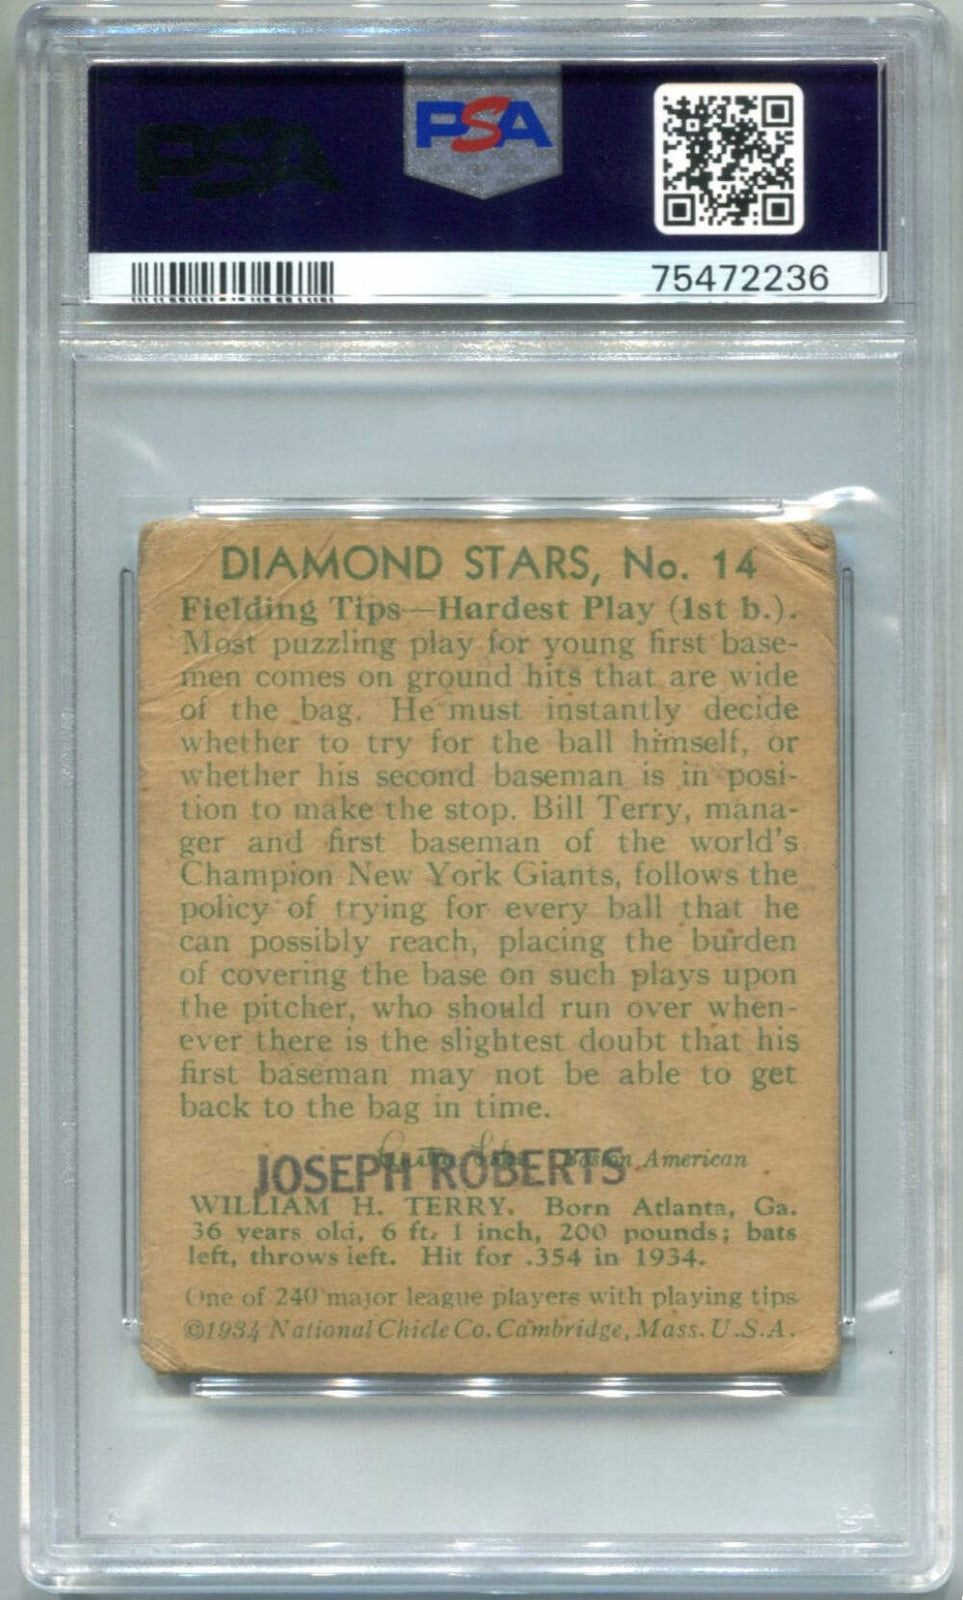 PSA
PSA
75472236
DIAMOND STARS, No. 14
Fielding Tips—Hardest Play (1st b.).
Most puzzling play for young first base-
men comes on ground hits that are wide
of the bag. He must instantly decide
whether to try for the ball himself, or
whether his second baseman is in posi-
tion to make the stop. Bill Terry, mana-
ger and first baseman of the world's
Champion New York Giants, follows the
policy of trying for every ball that he
can possibly reach, placing the burden
of covering the base on such plays upon
the pitcher, who should run over when-
ever there is the slightest doubt that his
first baseman may not be able to get
back to the bag in time.
Boston American
JOSEPH ROBERTS
WILLIAM H. TERRY. Born Atlanta, Ga.
36 years old, 6 ft. 1 inch, 200 pounds; bats
left, throws left. Hit for .354 in 1934.
One of 240 major league players with playing tips
©1934 National Chicle Co. Cambridge, Mass. U.S.A.